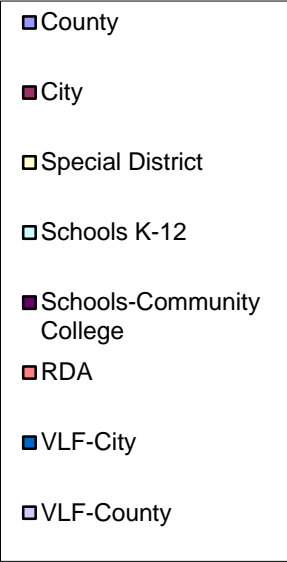 County
City
Special District
Schools K-12
Schools-Community
College
RDA
VLF-City
VLF-County